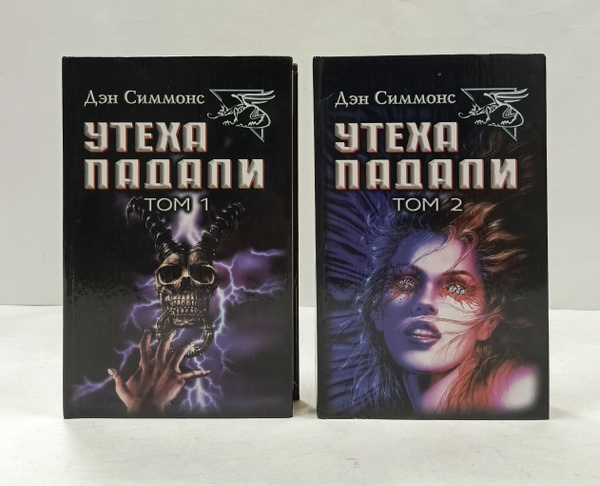 Дэн Симмонс
УТЕХА
ПАДАЛИ
ТОМ 1
Дэн Симмонс
УТЕХА
ПАДАЛИ
ТОМ 2